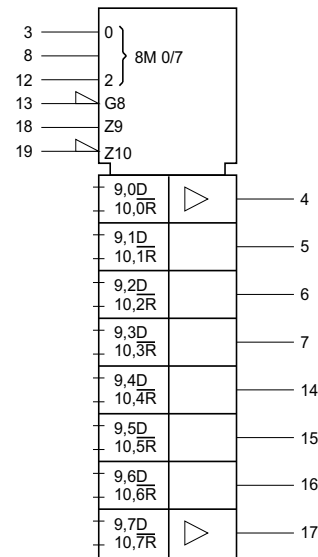 3 0
8 8M 0/7
12 2
13 G8
18 Z9
19 Z10
9,0D
10,0R 4
9,1D
10,1R 5
9,2D
10,2R 6
9,3D
10,3R 7
9,4D
10,4R 14
9,5D
10,5R 15
9,6D
10,6R 16
9,7D
10,7R 17